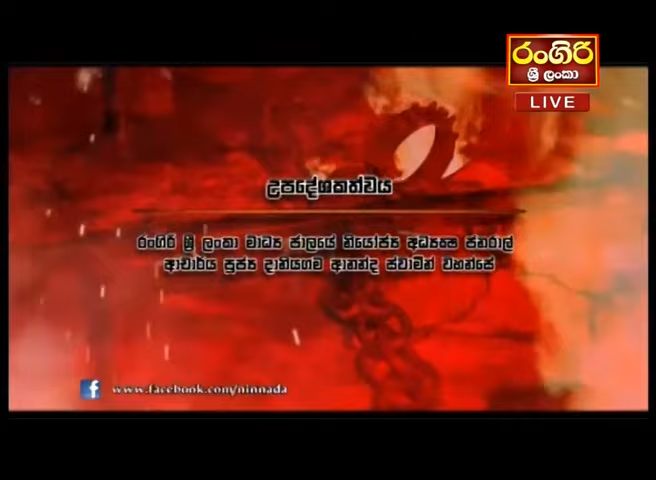 රංගිරි
ශ්‍රී ලංකා
LIVE
උපදේශකත්වය
රංගිරි ශ්‍රී ලංකා මාධ්‍ය ජාලයේ නියෝජ්‍ය අධ්‍යක්ෂ ජනරාල්
ආචාර්ය පූජ්‍ය දානියගම ආනන්ද ස්වාමින් වහන්සේ
www.facebook.com/ninnada